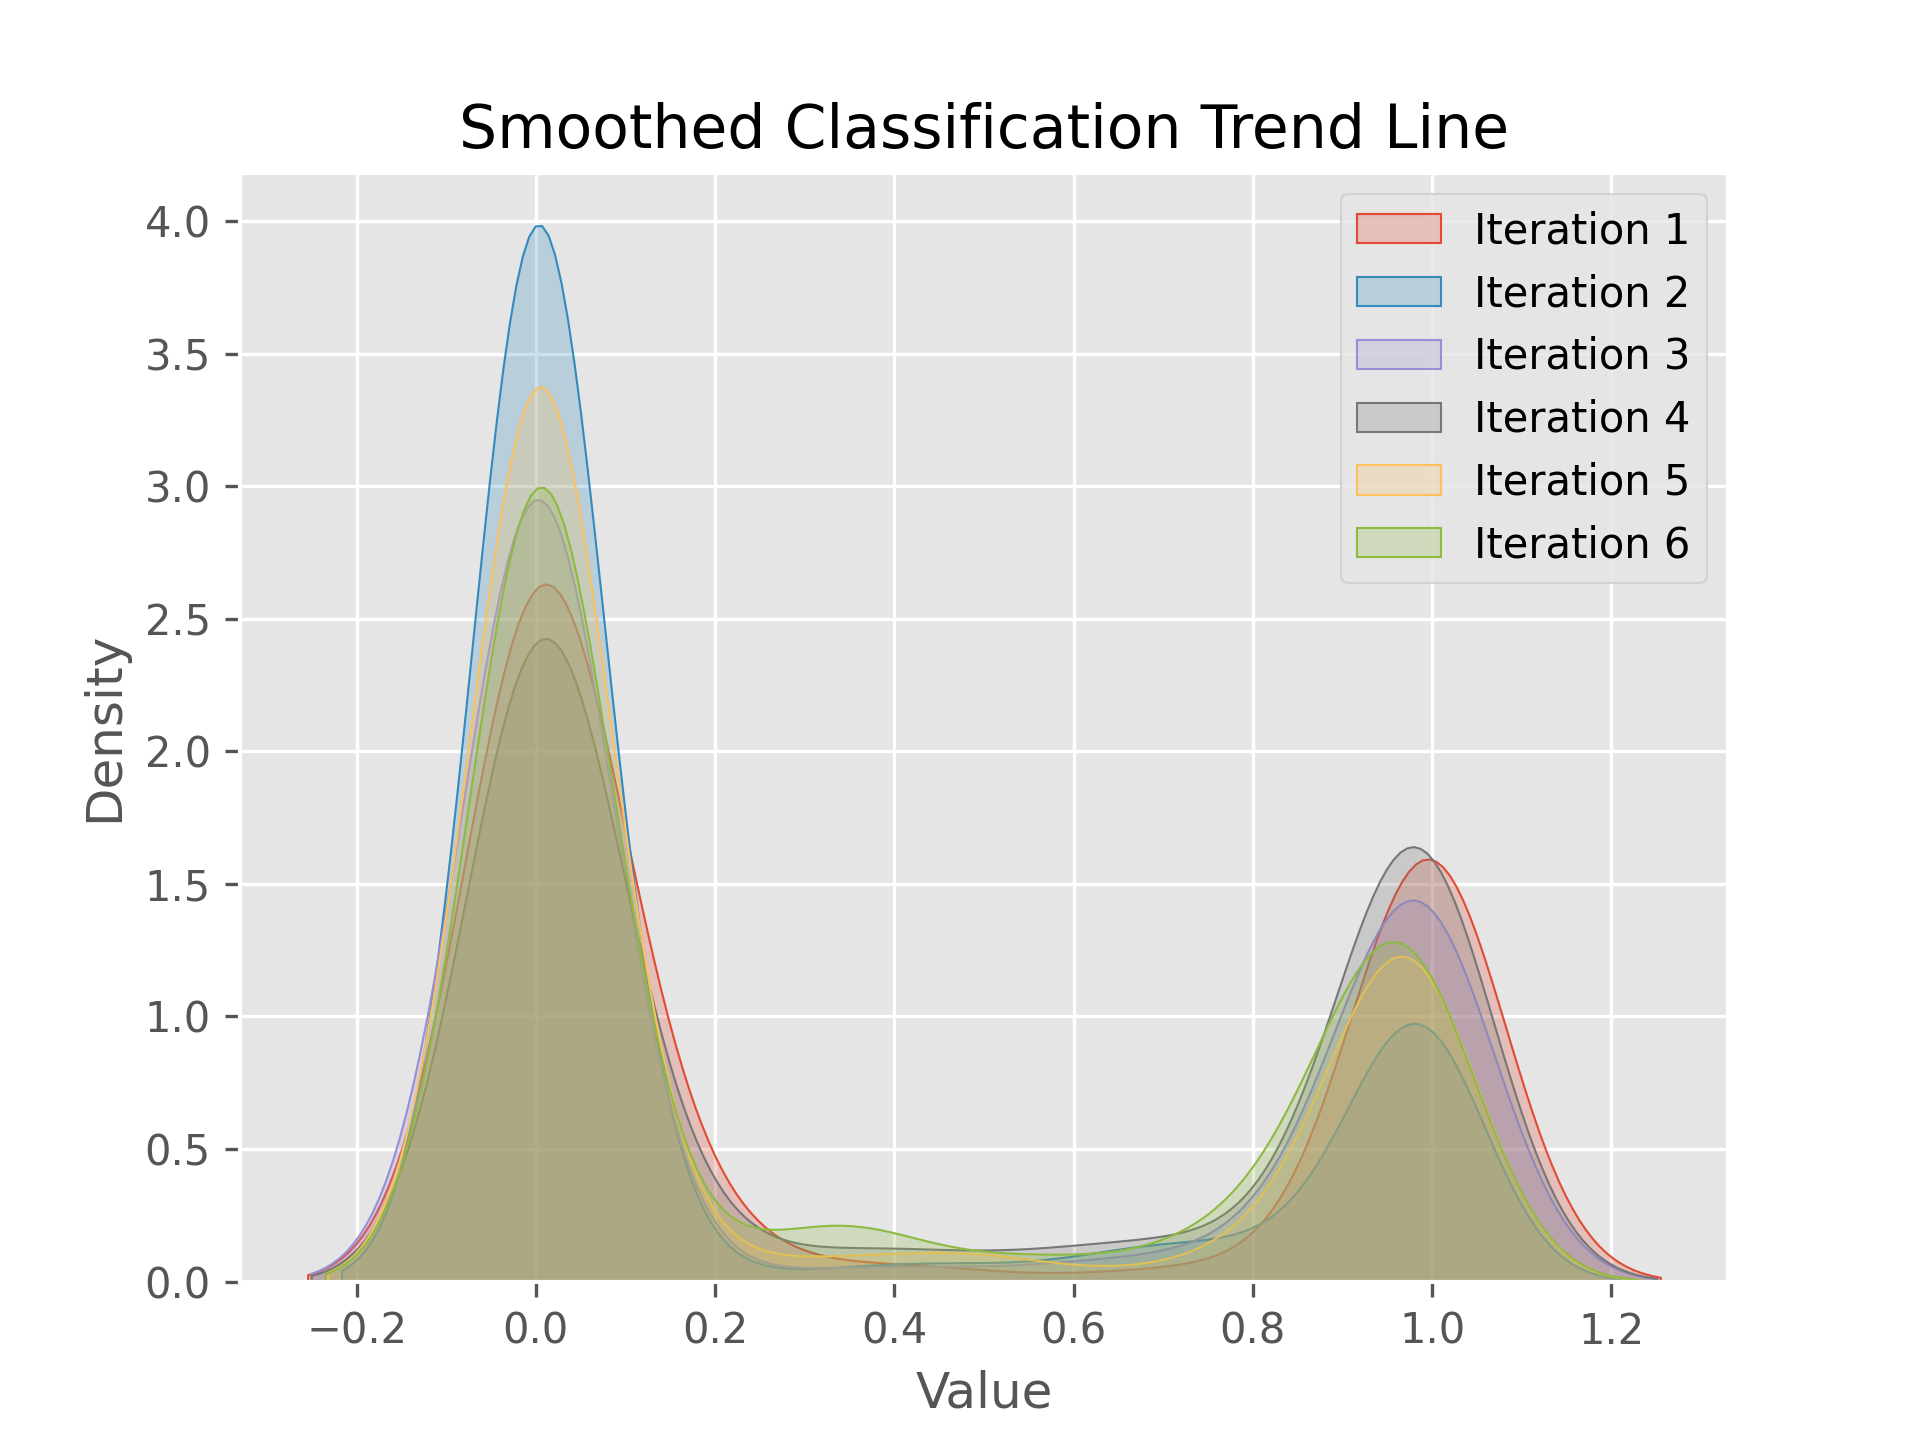 Smoothed Classification Trend Line
Iteration 1
Iteration 2
Iteration 3
Iteration 4
Iteration 5
Iteration 6
Density
4.0
3.5
3.0
2.5
2.0
1.5
1.0
0.5
0.0
−0.2 0.0 0.2 0.4 0.6 0.8 1.0 1.2
Value